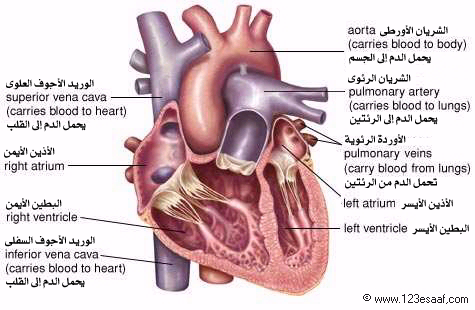 الشريان الأورطى
aorta
(carries blood to body)
يحمل الدم إلى الجسم
الشريان الرئوى
pulmonary artery
(carries blood to lungs)
يحمل الدم إلى الرئتين
الأوردة الرئوية
pulmonary veins
(carry blood from lungs)
تحمل الدم من الرئتين
left atrium الأذين الأيسر
left ventricle البطين الأيسر
الوريد الأجوف العلوى
superior vena cava
(carries blood to heart)
يحمل الدم إلى القلب
الأذين الأيمن
right atrium
البطين الأيمن
right ventricle
الوريد الأجوف السفلى
inferior vena cava
(carries blood to heart)
يحمل الدم إلى القلب
© www.123esaaf.com